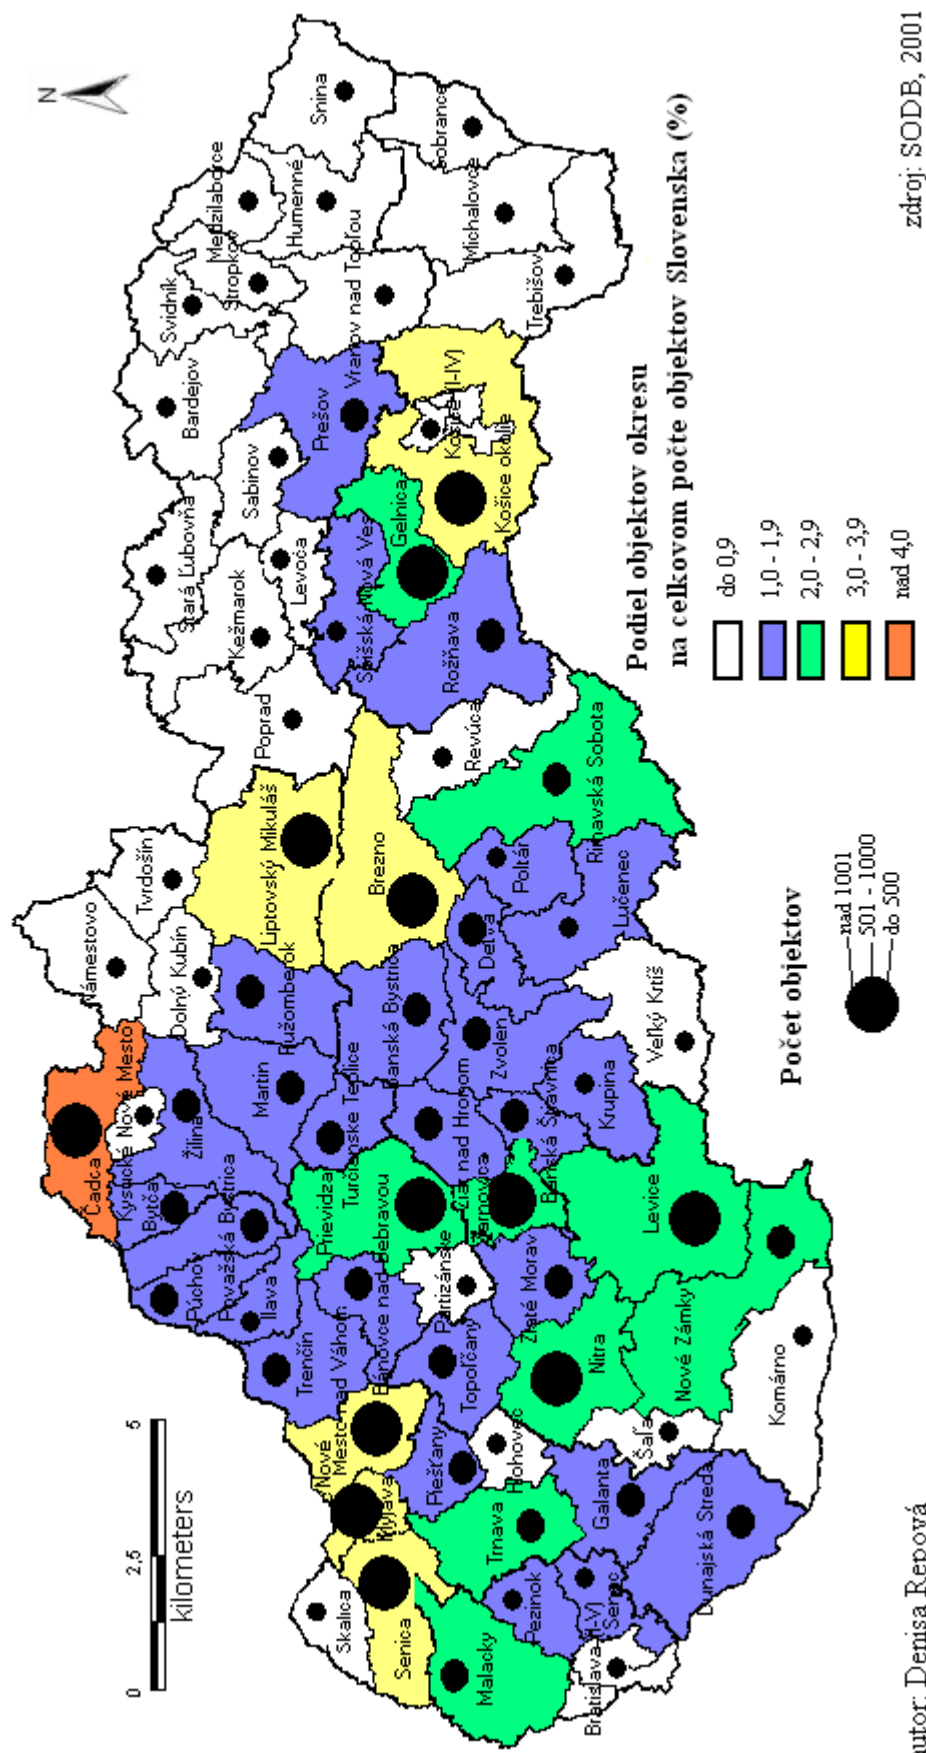 N
Čadca
Kysucké Nové Mesto
Bytča
Žilina
Púchov
Považská Bystrica
Ilava
Trenčín
Námestovo
Tvrdošín
Dolný Kubín
Ružomberok
Liptovský Mikuláš
Martin
Turčianske Teplice
Prievidza
Bánovce nad Bebravou
Partizánske
Topoľčany
Nové
Mesto nad Váhom
Myjava
Skalica
Senica
Malacky
Piešťany
Hlohovec
Trnava
Pezinok
Senec
Bratislava (I-V)
Galanta
Dunajská Streda
Šaľa
Nitra
Zlaté Morav
Nové Zámky
Komárno
Levice
Žarnovica
Žiar nad Hronom
Banská Štiavnica
Banská Bystrica
Zvolen
Krupina
Veľký Krtíš
Detva
Brezno
Poltár
Lučenec
Rimavská Sobota
Revúca
Rožňava
Poprad
Kežmarok
Stará Ľubovňa
Levoča
Spišská Nová Ves
Gelnica
Sabinov
Prešov
Bardejov
Svidník
Stropkov
Medzilaborce
Humenné
Snina
Vranov nad Topľou
Košice (I-IV)
Košice okolie
Michalovce
Sobrance
Trebišov
0 2,5 5
kilometers
Počet objektov
nad 1001
501 - 1000
do 500
Podiel objektov okresu
na celkovom počte objektov Slovenska (%)
do 0,9
1,0 - 1,9
2,0 - 2,9
3,0 - 3,9
nad 4,0
autor: Denisa Repová
zdroj: SODB, 2001